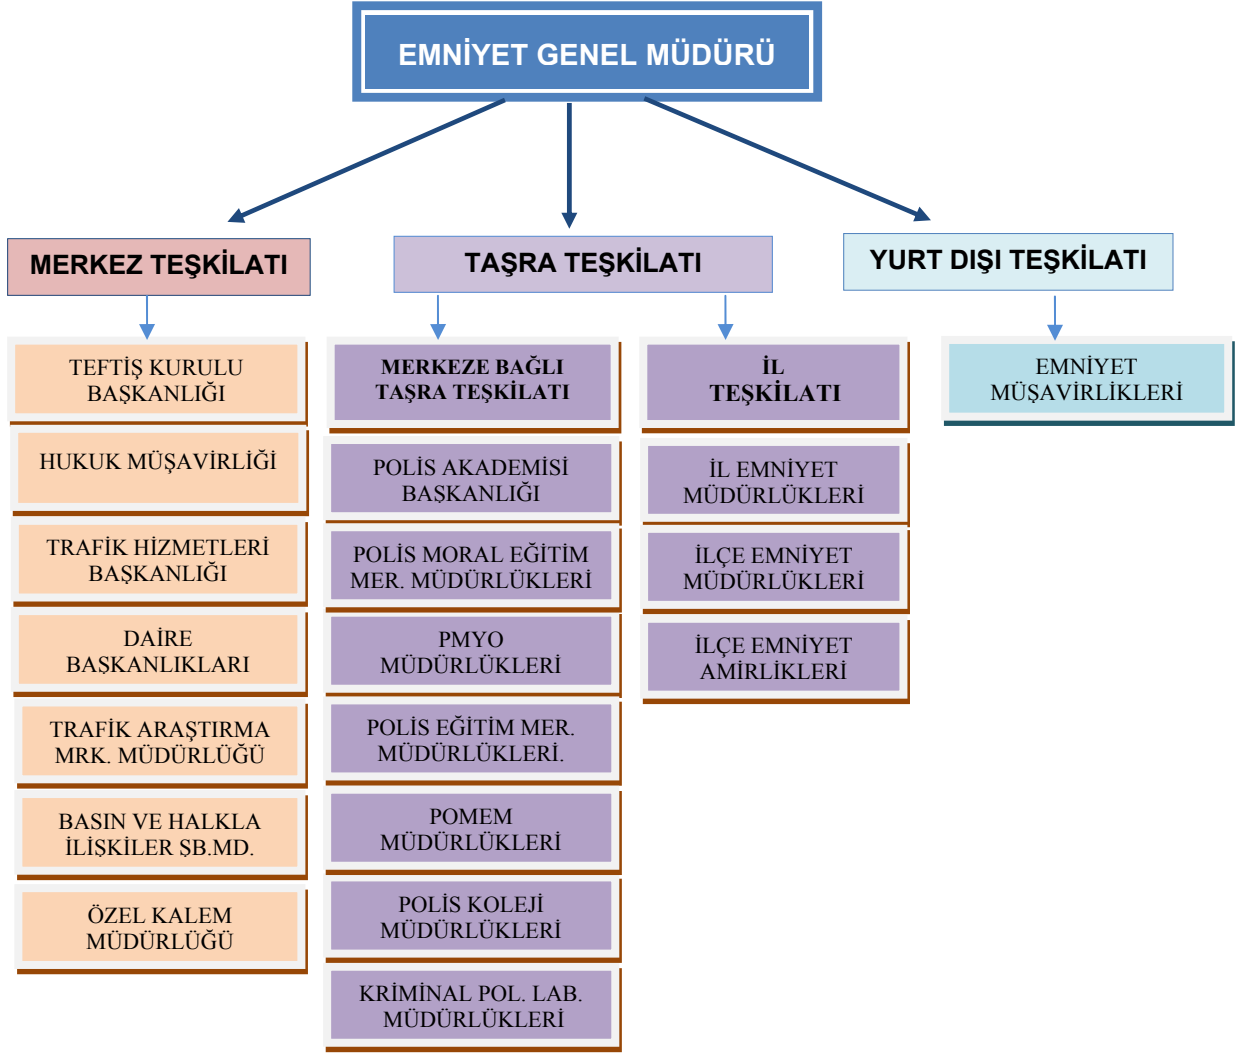 EMNİYET GENEL MÜDÜRÜ
MERKEZ TEŞKİLATI
TAŞRA TEŞKİLATI
YURT DIŞI TEŞKİLATI
TEFTİŞ KURULU
BAŞKANLIĞI
HUKUK MÜŞAVİRLİĞİ
TRAFİK HİZMETLERİ
BAŞKANLIĞI
DAİRE
BAŞKANLIKLARI
TRAFİK ARAŞTIRMA
MRK. MÜDÜRLÜĞÜ
BASIN VE HALKLA
İLİŞKİLER ŞB.MD.
ÖZEL KALEM
MÜDÜRLÜĞÜ
MERKEZE BAĞLI
TAŞRA TEŞKİLATI
POLİS AKADEMİSİ
BAŞKANLIĞI
POLİS MORAL EĞİTİM
MER. MÜDÜRLÜKLERİ
PMYO
MÜDÜRLÜKLERİ
POLİS EĞİTİM MER.
MÜDÜRLÜKLERİ.
POMEM
MÜDÜRLÜKLERİ
POLİS KOLEJİ
MÜDÜRLÜKLERİ
KRİMİNAL POL. LAB.
MÜDÜRLÜKLERİ
İL
TEŞKİLATI
İL EMNİYET
MÜDÜRLÜKLERİ
İLÇE EMNİYET
MÜDÜRLÜKLERİ
İLÇE EMNİYET
AMİRLİKLERİ
EMNİYET
MÜŞAVİRLİKLERİ